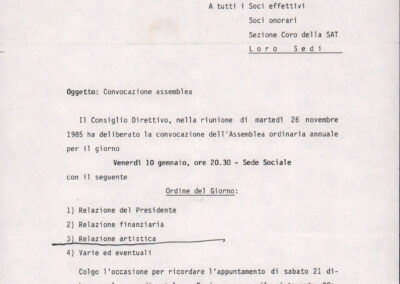 A tutti i Soci effettivi
Soci onorari
Sezione Coro della SAT
Loro Sedi
Oggetto: Convocazione assemblea
Il Consiglio Direttivo, nella riunione di martedì 26 novembre
1985 ha deliberato la convocazione dell'Assemblea ordinaria annuale
per il giorno
Venerdì 10 gennaio, ore 20.30 - Sede Sociale
con il seguente
Ordine del Giorno:
1) Relazione del Presidente
2) Relazione finanziaria
3) Relazione artistica
4) Varie ed eventuali
Colgo l'occasione per ricordare l'appuntamento di sabato 21 di-